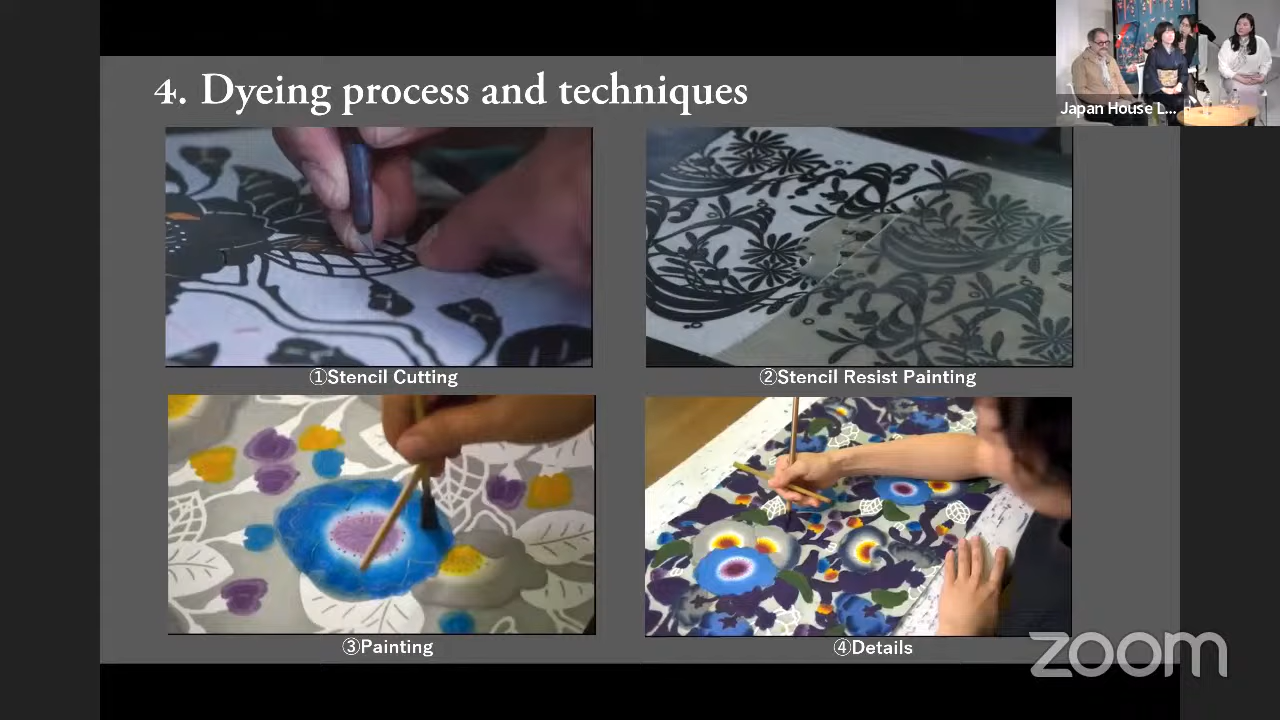 4. Dyeing process and techniques
Japan House L...
①Stencil Cutting
②Stencil Resist Painting
③Painting
④Details
zoom